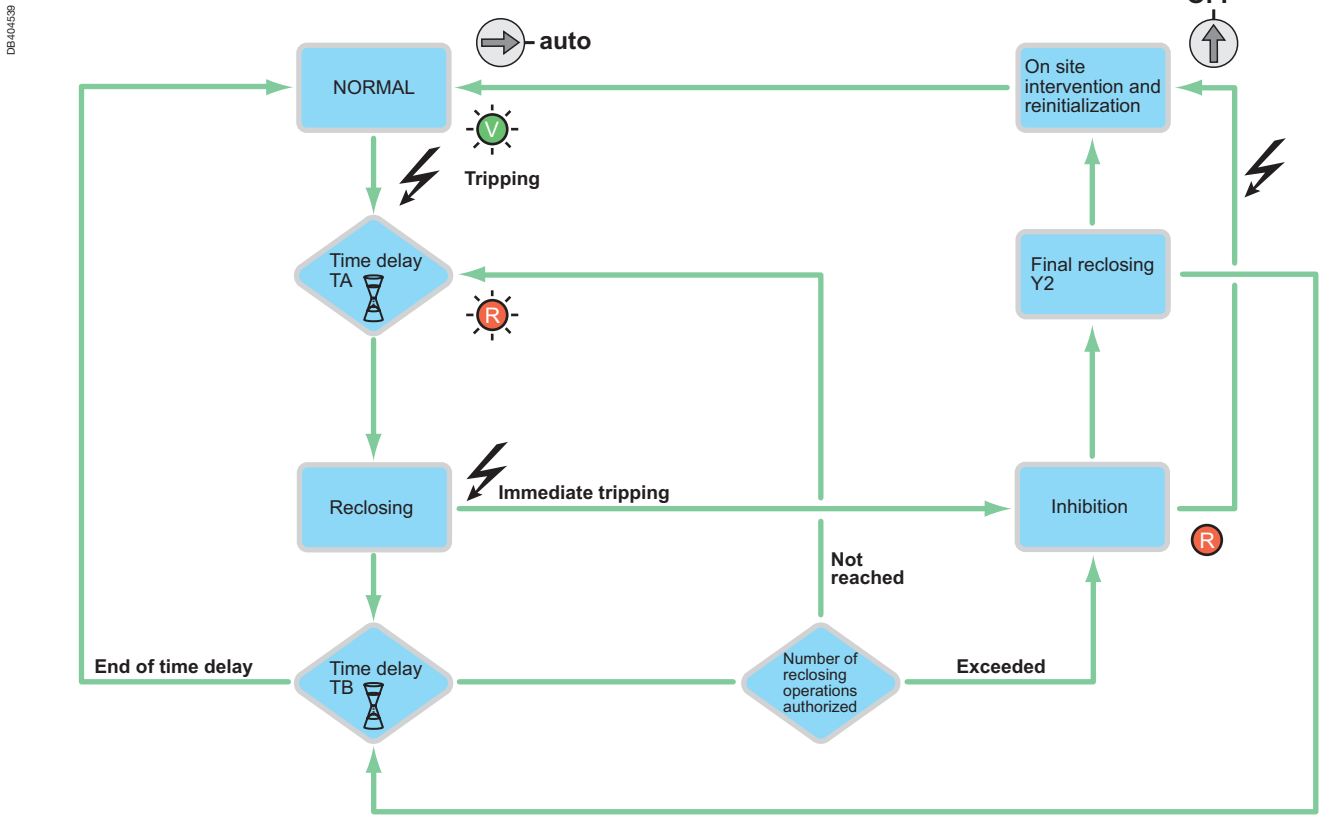 DB404539
auto
NORMAL
On site
intervention and
reinitialization
V
Tripping
Time delay
TA
Final reclosing
Y2
R
Reclosing
Immediate tripping
Inhibition
R
Not
reached
End of time delay
Time delay
TB
Number of
reclosing
operations
authorized
Exceeded